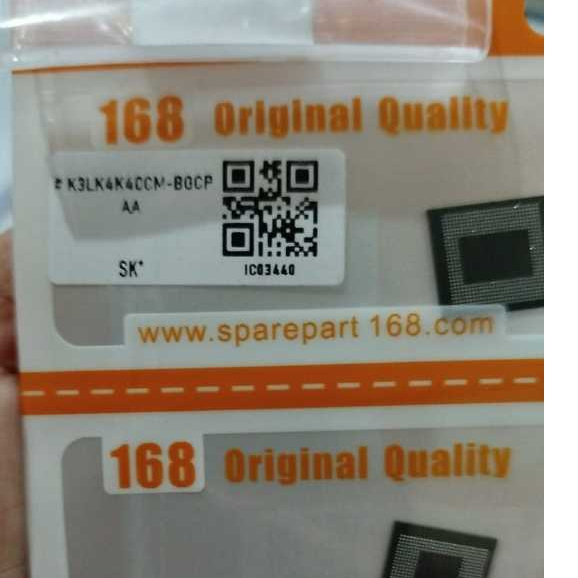 168 Original Quality
# K3LK4K40CM-BGCP
AA
SK*
IC03440
www.sparepart 168.com
168 Original Quality